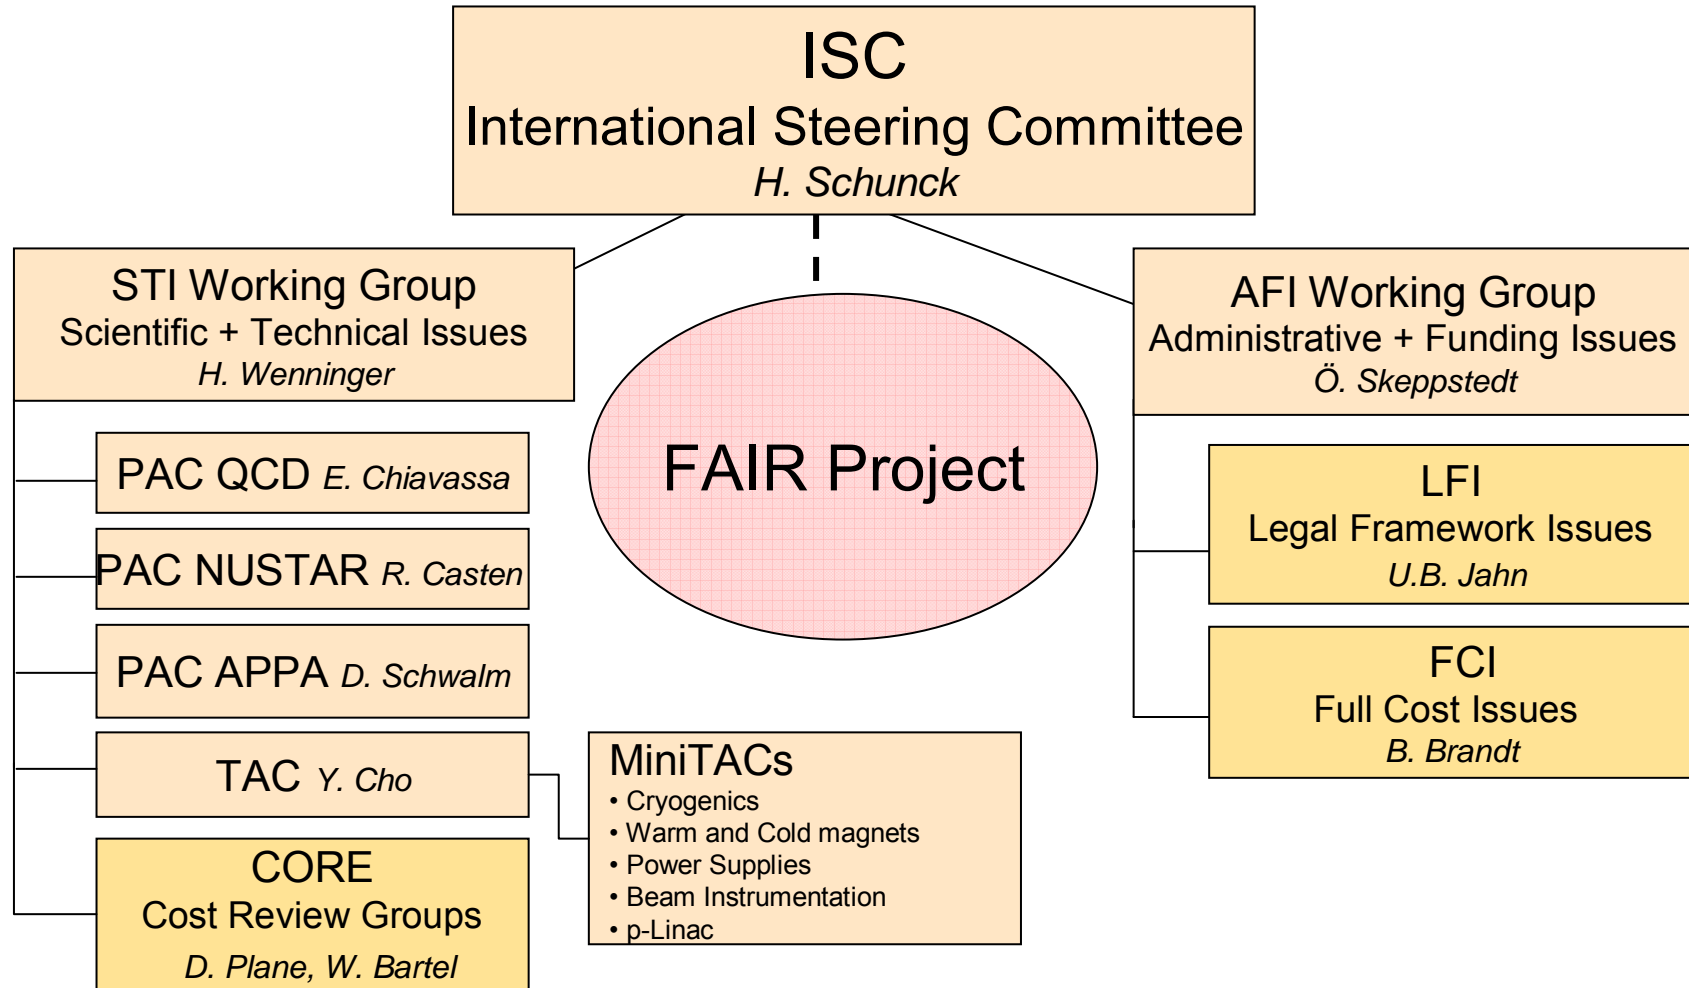 ISC
International Steering Committee
H. Schunck
STI Working Group
Scientific + Technical Issues
H. Wenninger
AFI Working Group
Administrative + Funding Issues
Ö. Skeppstedt
FAIR Project
PAC QCD E. Chiavassa
PAC NUSTAR R. Casten
PAC APPA D. Schwalm
TAC Y. Cho
CORE
Cost Review Groups
D. Plane, W. Bartel
MiniTACs
• Cryogenics
• Warm and Cold magnets
• Power Supplies
• Beam Instrumentation
• p-Linac
LFI
Legal Framework Issues
U.B. Jahn
FCI
Full Cost Issues
B. Brandt